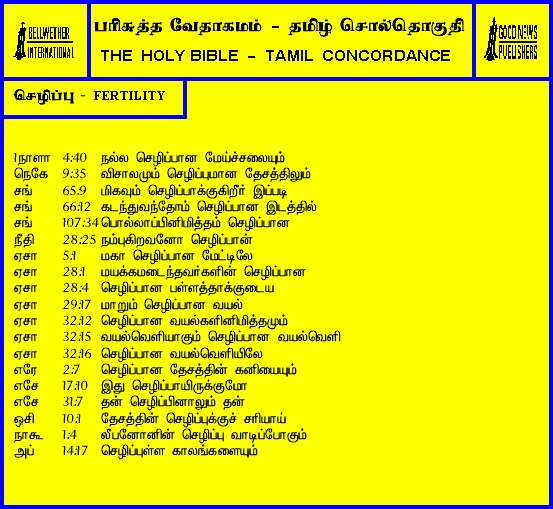 BELLWETHER INTERNATIONAL
பரிசுத்த வேதாகமம் - தமிழ் சொல்தொகுதி
THE HOLY BIBLE - TAMIL CONCORDANCE
GOOD NEWS PUBLISHERS
செழிப்பு - FERTILITY
1நாளா 4:40 நல்ல செழிப்பான மேய்ச்சலையும்
நெகே 9:35 விசாலமும் செழிப்புமான தேசத்திலும்
சங் 65:9 மிகவும் செழிப்பாக்குகிறீர் இப்படி
சங் 66:12 கடந்துவந்தோம் செழிப்பான இடத்தில்
சங் 107:34 பொல்லாப்பினிமித்தம் செழிப்பான
நீதி 28:25 நம்புகிறவனோ செழிப்பான்
ஏசா 5:1 மகா செழிப்பான மேட்டிலே
ஏசா 28:1 மயக்கமடைந்தவர்களின் செழிப்பான
ஏசா 28:4 செழிப்பான பள்ளத்தாக்குடைய
ஏசா 29:17 மாறும் செழிப்பான வயல்
ஏசா 32:12 செழிப்பான வயல்களினிமித்தமும்
ஏசா 32:15 வயல்வெளியாகும் செழிப்பான வயல்வெளி
ஏசா 32:16 செழிப்பான வயல்வெளியிலே
எரே 2:7 செழிப்பான தேசத்தின் கனியையும்
எசே 17:10 இது செழிப்பாயிருக்குமோ
எசே 31:7 தன் செழிப்பினாலும் தன்
ஓசி 10:1 தேசத்தின் செழிப்புக்குச் சரியாய்
நாகூ 1:4 லீபனோனின் செழிப்பு வாடிப்போகும்
அப் 14:17 செழிப்புள்ள காலங்களையும்